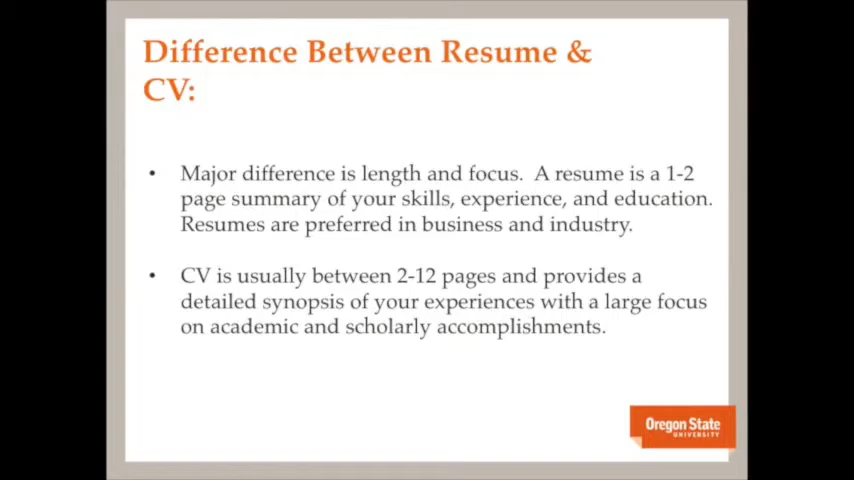 Difference Between Resume &
CV:
• Major difference is length and focus. A resume is a 1-2
page summary of your skills, experience, and education.
Resumes are preferred in business and industry.
• CV is usually between 2-12 pages and provides a
detailed synopsis of your experiences with a large focus
on academic and scholarly accomplishments.
Oregon State
UNIVERSITY